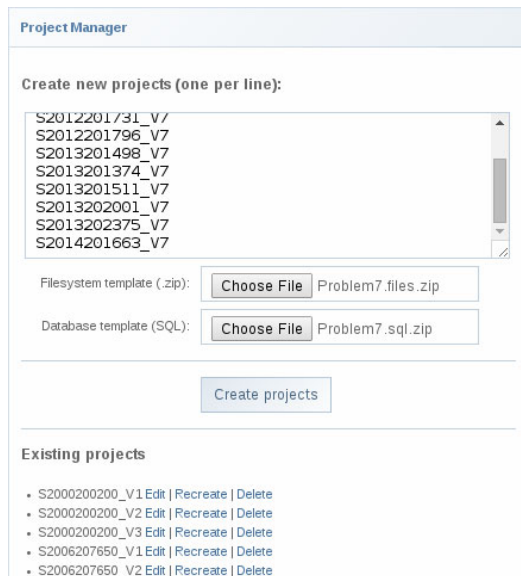 Project Manager
Create new projects (one per line):
S2012201731_V7
S2012201796_V7
S2013201498_V7
S2013201374_V7
S2013201511_V7
S2013202001_V7
S2013202375_V7
S2014201663_V7
Filesystem template (.zip): Choose File Problem7.files.zip
Database template (SQL): Choose File Problem7.sql.zip
Create projects
Existing projects
• S2000200200_V1 Edit | Recreate | Delete
• S2000200200_V2 Edit | Recreate | Delete
• S2000200200_V3 Edit | Recreate | Delete
• S2006207650_V1 Edit | Recreate | Delete
• S2006207650_V2 Edit | Recreate | Delete